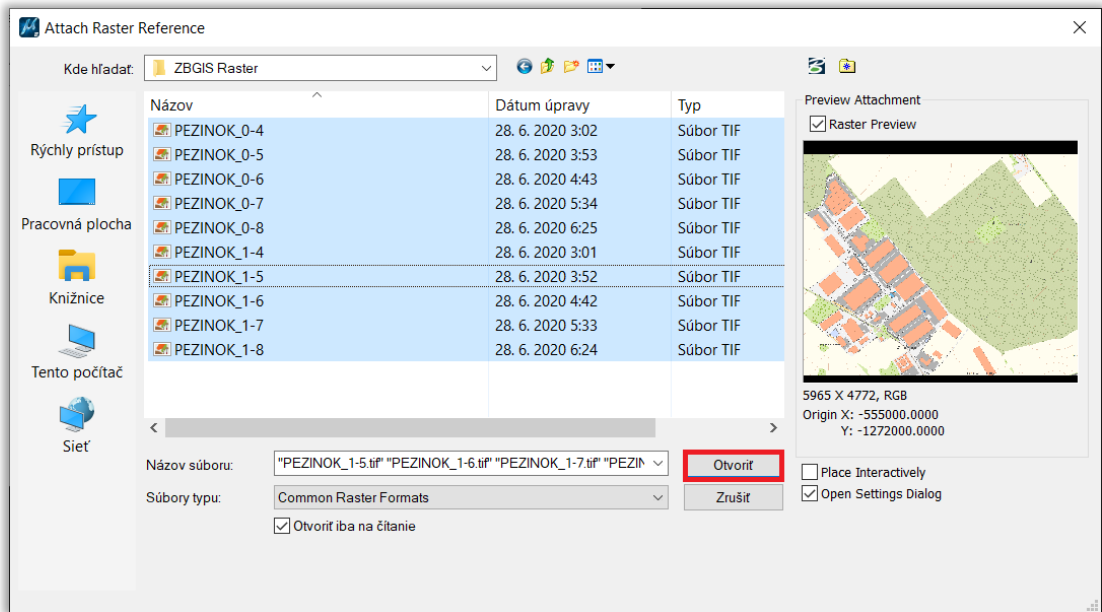 Attach Raster Reference
Kde hľadať: ZBGIS Raster
Rýchly prístup
Pracovná plocha
Knižnice
Tento počítač
Sieť
Názov Dátum úpravy Typ
PEZINOK_0-4 28. 6. 2020 3:02 Súbor TIF
PEZINOK_0-5 28. 6. 2020 3:53 Súbor TIF
PEZINOK_0-6 28. 6. 2020 4:43 Súbor TIF
PEZINOK_0-7 28. 6. 2020 5:34 Súbor TIF
PEZINOK_0-8 28. 6. 2020 6:25 Súbor TIF
PEZINOK_1-4 28. 6. 2020 3:01 Súbor TIF
PEZINOK_1-5 28. 6. 2020 3:52 Súbor TIF
PEZINOK_1-6 28. 6. 2020 4:42 Súbor TIF
PEZINOK_1-7 28. 6. 2020 5:33 Súbor TIF
PEZINOK_1-8 28. 6. 2020 6:24 Súbor TIF
Názov súboru: "PEZINOK_1-5.tif" "PEZINOK_1-6.tif" "PEZINOK_1-7.tif" "PEZIN Otvoriť
Súbory typu: Common Raster Formats Zrušiť
Otvoriť iba na čítanie
Preview Attachment
Raster Preview
5965 X 4772, RGB
Origin X: -555000.0000
Y: -1272000.0000
Place Interactively
Open Settings Dialog